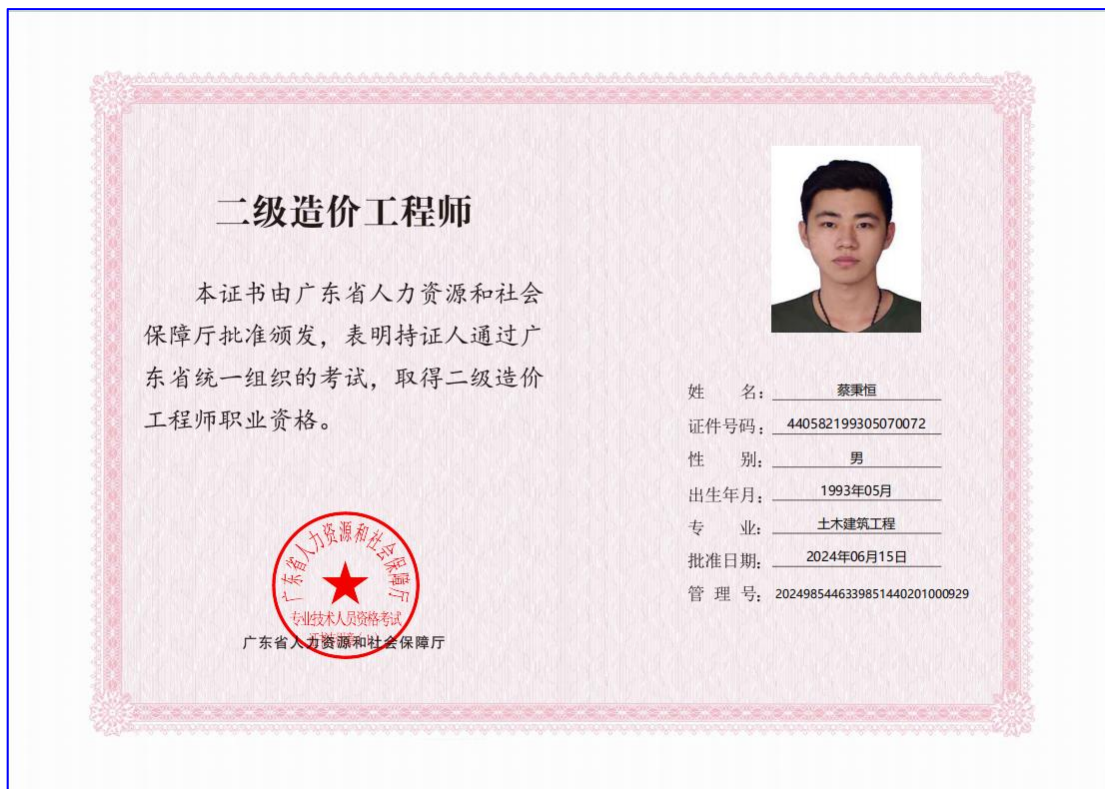 二级造价工程师
本证书由广东省人力资源和社会
保障厅批准颁发，表明持证人通过广
东省统一组织的考试，取得二级造价
工程师职业资格。
广东省人力资源和社会保障厅
专业技术人员资格考试
广东省人力资源和社会保障厅
姓 名：蔡秉恒
证件号码：440582199305070072
性 别：男
出生年月：1993年05月
专 业：土木建筑工程
批准日期：2024年06月15日
管 理 号：2024985446339851440201000929